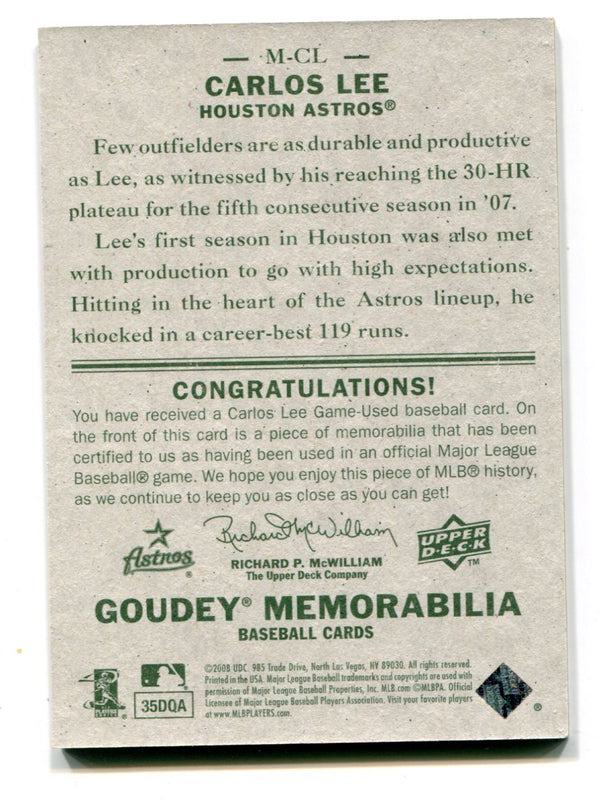 — M-CL —
CARLOS LEE
HOUSTON ASTROS®
Few outfielders are as durable and productive
as Lee, as witnessed by his reaching the 30-HR
plateau for the fifth consecutive season in '07.
Lee's first season in Houston was also met
with production to go with high expectations.
Hitting in the heart of the Astros lineup, he
knocked in a career-best 119 runs.
CONGRATULATIONS!
You have received a Carlos Lee Game-Used baseball card. On
the front of this card is a piece of memorabilia that has been
certified to us as having been used in an official Major League
Baseball® game. We hope you enjoy this piece of MLB® history,
as we continue to keep you as close as you can get!
Astros®
Richard P. McWilliam
RICHARD P. McWILLIAM
The Upper Deck Company
UPPER
D·E·C·K
™
GOUDEY® MEMORABILIA
BASEBALL CARDS
©2008 UDC. 985 Trade Drive, North Las Vegas, NV 89030. All rights reserved.
Printed in the USA. Major League Baseball trademarks and copyrights are used with
permission of Major League Baseball Properties, Inc. MLB.com ©MLBPA. Official
Licensee of Major League Baseball Players Association. Visit your favorite players
at www.MLBPLAYERS.com
35DQA
®